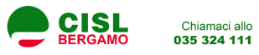 CISL
BERGAMO
Chiamaci allo
035 324 111